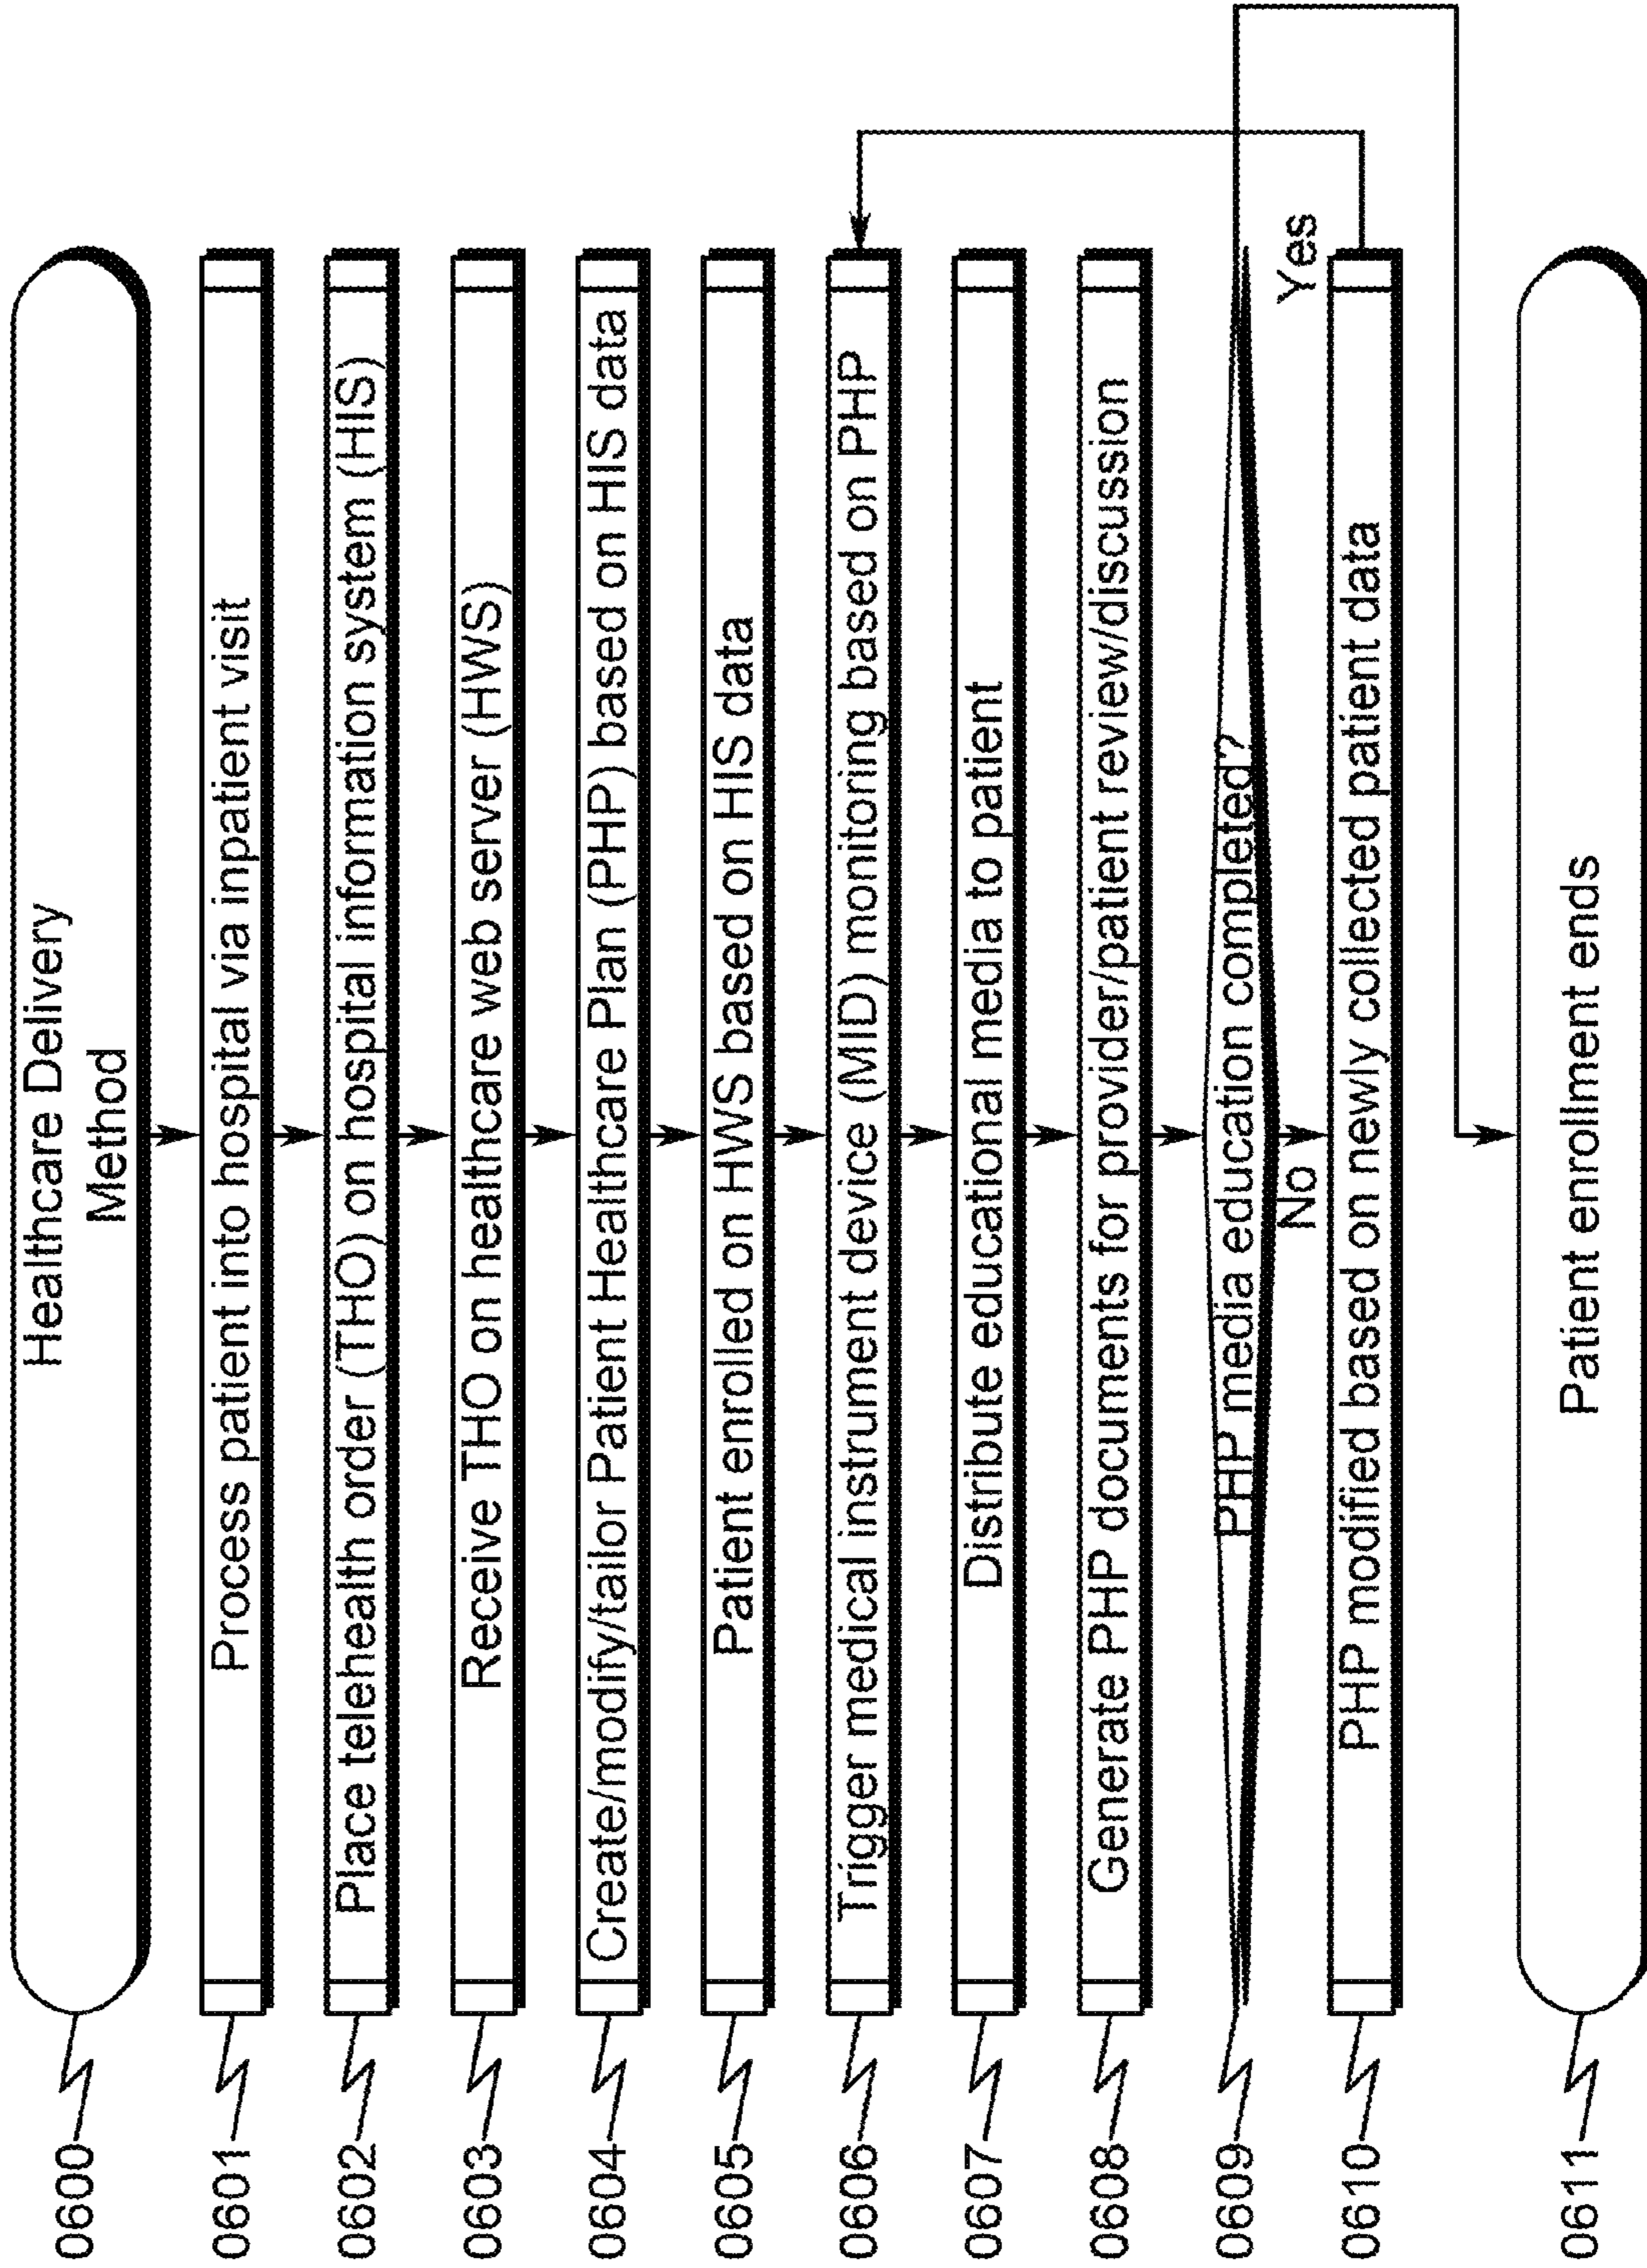 Healthcare Delivery
Method
0600
Process patient into hospital via inpatient visit
0601
Place telehealth order (THO) on hospital information system (HIS)
0602
Receive THO on healthcare web server (HWS)
0603
Create/modify/tailor Patient Healthcare Plan (PHP) based on HIS data
0604
Patient enrolled on HWS based on HIS data
0605
Trigger medical instrument device (MID) monitoring based on PHP
0606
Distribute educational media to patient
0607
Generate PHP documents for provider/patient review/discussion
0608
PHP media education completed?
0609
No
Yes
PHP modified based on newly collected patient data
0610
Patient enrollment ends
0611